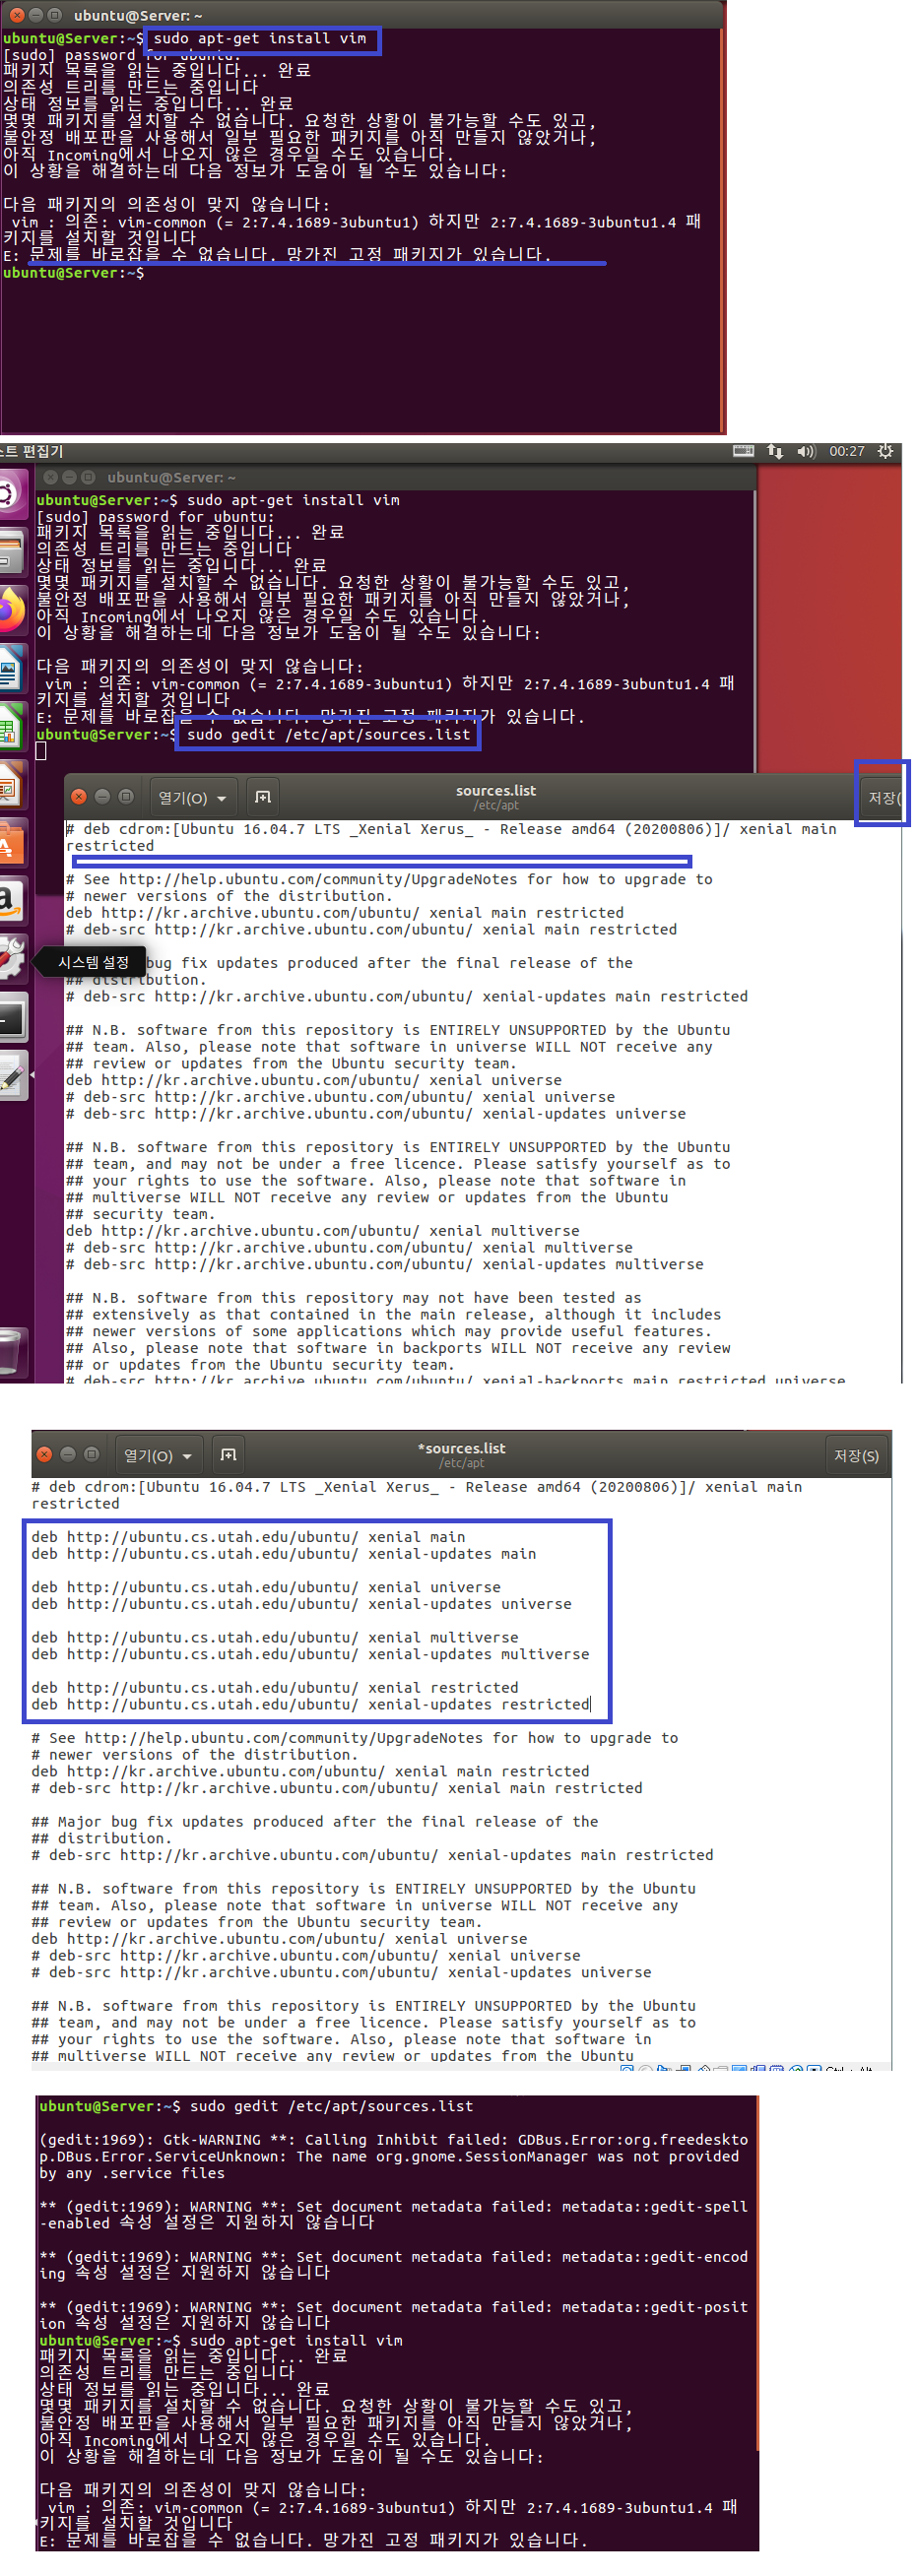 ubuntu@Server: ~
ubuntu@Server:~$ sudo apt-get install vim
[sudo] password for ubuntu:
패키지 목록을 읽는 중입니다... 완료
의존성 트리를 만드는 중입니다
상태 정보를 읽는 중입니다... 완료
몇몇 패키지를 설치할 수 없습니다. 요청한 상황이 불가능할 수도 있고,
불안정 배포판을 사용해서 일부 필요한 패키지를 아직 만들지 않았거나,
아직 Incoming에서 나오지 않은 경우일 수도 있습니다.
이 상황을 해결하는데 다음 정보가 도움이 될 수도 있습니다:
다음 패키지의 의존성이 맞지 않습니다:
vim : 의존: vim-common (= 2:7.4.1689-3ubuntu1) 하지만 2:7.4.1689-3ubuntu1.4 패
키지를 설치할 것입니다
E: 문제를 바로잡을 수 없습니다. 망가진 고정 패키지가 있습니다.
ubuntu@Server:~$
스트 편집기
00:27
ubuntu@Server: ~
ubuntu@Server:~$ sudo apt-get install vim
[sudo] password for ubuntu:
패키지 목록을 읽는 중입니다... 완료
의존성 트리를 만드는 중입니다
상태 정보를 읽는 중입니다... 완료
몇몇 패키지를 설치할 수 없습니다. 요청한 상황이 불가능할 수도 있고,
불안정 배포판을 사용해서 일부 필요한 패키지를 아직 만들지 않았거나,
아직 Incoming에서 나오지 않은 경우일 수도 있습니다.
이 상황을 해결하는데 다음 정보가 도움이 될 수도 있습니다:
다음 패키지의 의존성이 맞지 않습니다:
vim : 의존: vim-common (= 2:7.4.1689-3ubuntu1) 하지만 2:7.4.1689-3ubuntu1.4 패
키지를 설치할 것입니다
E: 문제를 바로잡을 수 없습니다. 망가진 고정 패키지가 있습니다.
ubuntu@Server:~$ sudo gedit /etc/apt/sources.list
열기(O)
sources.list
/etc/apt
저장(
# deb cdrom:[Ubuntu 16.04.7 LTS _Xenial Xerus_ - Release amd64 (20200806)]/ xenial main
restricted
# See http://help.ubuntu.com/community/UpgradeNotes for how to upgrade to
# newer versions of the distribution.
deb http://kr.archive.ubuntu.com/ubuntu/ xenial main restricted
# deb-src http://kr.archive.ubuntu.com/ubuntu/ xenial main restricted
시스템 설정
bug fix updates produced after the final release of the
## distribution.
# deb-src http://kr.archive.ubuntu.com/ubuntu/ xenial-updates main restricted
## N.B. software from this repository is ENTIRELY UNSUPPORTED by the Ubuntu
## team. Also, please note that software in universe WILL NOT receive any
## review or updates from the Ubuntu security team.
deb http://kr.archive.ubuntu.com/ubuntu/ xenial universe
# deb-src http://kr.archive.ubuntu.com/ubuntu/ xenial universe
# deb-src http://kr.archive.ubuntu.com/ubuntu/ xenial-updates universe
## N.B. software from this repository is ENTIRELY UNSUPPORTED by the Ubuntu
## team, and may not be under a free licence. Please satisfy yourself as to
## your rights to use the software. Also, please note that software in
## multiverse WILL NOT receive any review or updates from the Ubuntu
## security team.
deb http://kr.archive.ubuntu.com/ubuntu/ xenial multiverse
# deb-src http://kr.archive.ubuntu.com/ubuntu/ xenial multiverse
# deb-src http://kr.archive.ubuntu.com/ubuntu/ xenial-updates multiverse
## N.B. software from this repository may not have been tested as
## extensively as that contained in the main release, although it includes
## newer versions of some applications which may provide useful features.
## Also, please note that software in backports WILL NOT receive any review
## or updates from the Ubuntu security team.
# deb-src http://kr.archive.ubuntu.com/ubuntu/ xenial-backports main restricted universe
열기(O)
*sources.list
/etc/apt
저장(S)
# deb cdrom:[Ubuntu 16.04.7 LTS _Xenial Xerus_ - Release amd64 (20200806)]/ xenial main
restricted
deb http://ubuntu.cs.utah.edu/ubuntu/ xenial main
deb http://ubuntu.cs.utah.edu/ubuntu/ xenial-updates main
deb http://ubuntu.cs.utah.edu/ubuntu/ xenial universe
deb http://ubuntu.cs.utah.edu/ubuntu/ xenial-updates universe
deb http://ubuntu.cs.utah.edu/ubuntu/ xenial multiverse
deb http://ubuntu.cs.utah.edu/ubuntu/ xenial-updates multiverse
deb http://ubuntu.cs.utah.edu/ubuntu/ xenial restricted
deb http://ubuntu.cs.utah.edu/ubuntu/ xenial-updates restricted
# See http://help.ubuntu.com/community/UpgradeNotes for how to upgrade to
# newer versions of the distribution.
deb http://kr.archive.ubuntu.com/ubuntu/ xenial main restricted
# deb-src http://kr.archive.ubuntu.com/ubuntu/ xenial main restricted
## Major bug fix updates produced after the final release of the
## distribution.
# deb-src http://kr.archive.ubuntu.com/ubuntu/ xenial-updates main restricted
## N.B. software from this repository is ENTIRELY UNSUPPORTED by the Ubuntu
## team. Also, please note that software in universe WILL NOT receive any
## review or updates from the Ubuntu security team.
deb http://kr.archive.ubuntu.com/ubuntu/ xenial universe
# deb-src http://kr.archive.ubuntu.com/ubuntu/ xenial universe
# deb-src http://kr.archive.ubuntu.com/ubuntu/ xenial-updates universe
## N.B. software from this repository is ENTIRELY UNSUPPORTED by the Ubuntu
## team, and may not be under a free licence. Please satisfy yourself as to
## your rights to use the software. Also, please note that software in
## multiverse WILL NOT receive any review or updates from the Ubuntu
ubuntu@Server:~$ sudo gedit /etc/apt/sources.list
(gedit:1969): Gtk-WARNING **: Calling Inhibit failed: GDBus.Error:org.freedeskto
p.DBus.Error.ServiceUnknown: The name org.gnome.SessionManager was not provided
by any .service files
** (gedit:1969): WARNING **: Set document metadata failed: metadata::gedit-spell
-enabled 속성 설정은 지원하지 않습니다
** (gedit:1969): WARNING **: Set document metadata failed: metadata::gedit-encod
ing 속성 설정은 지원하지 않습니다
** (gedit:1969): WARNING **: Set document metadata failed: metadata::gedit-posit
ion 속성 설정은 지원하지 않습니다
ubuntu@Server:~$ sudo apt-get install vim
패키지 목록을 읽는 중입니다... 완료
의존성 트리를 만드는 중입니다
상태 정보를 읽는 중입니다... 완료
몇몇 패키지를 설치할 수 없습니다. 요청한 상황이 불가능할 수도 있고,
불안정 배포판을 사용해서 일부 필요한 패키지를 아직 만들지 않았거나,
아직 Incoming에서 나오지 않은 경우일 수도 있습니다.
이 상황을 해결하는데 다음 정보가 도움이 될 수도 있습니다:
다음 패키지의 의존성이 맞지 않습니다:
vim : 의존: vim-common (= 2:7.4.1689-3ubuntu1) 하지만 2:7.4.1689-3ubuntu1.4 패
키지를 설치할 것입니다
E: 문제를 바로잡을 수 없습니다. 망가진 고정 패키지가 있습니다.